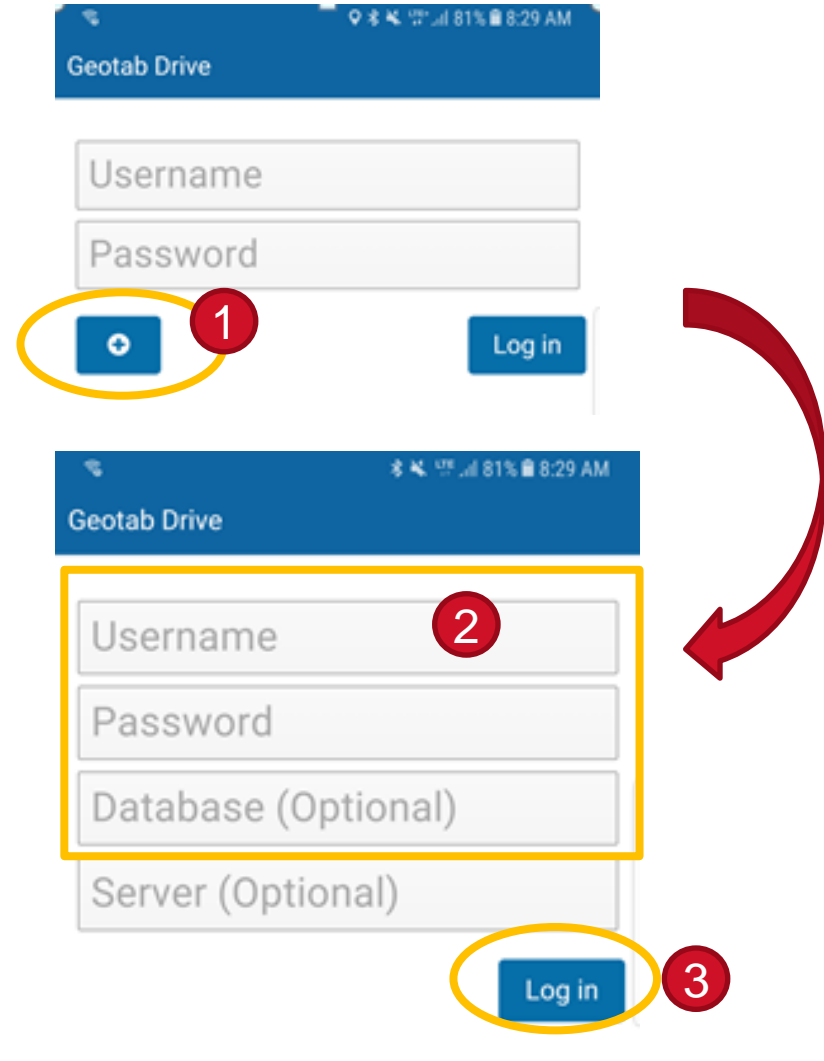 81% 8:29 AM
Geotab Drive
Username
Password
1
Log in
LTE 81% 8:29 AM
Geotab Drive
Username
2
Password
Database (Optional)
Server (Optional)
Log in
3